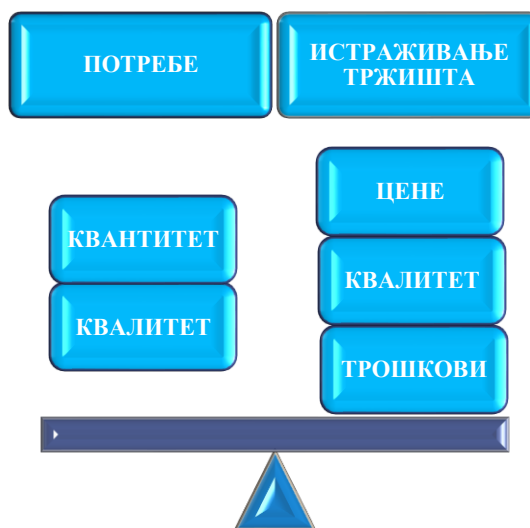 ПОТРЕБЕ
ИСТРАЖИВАЊЕ
ТРЖИШТА
КВАНТИТЕТ
КВАЛИТЕТ
ЦЕНЕ
КВАЛИТЕТ
ТРОШКОВИ